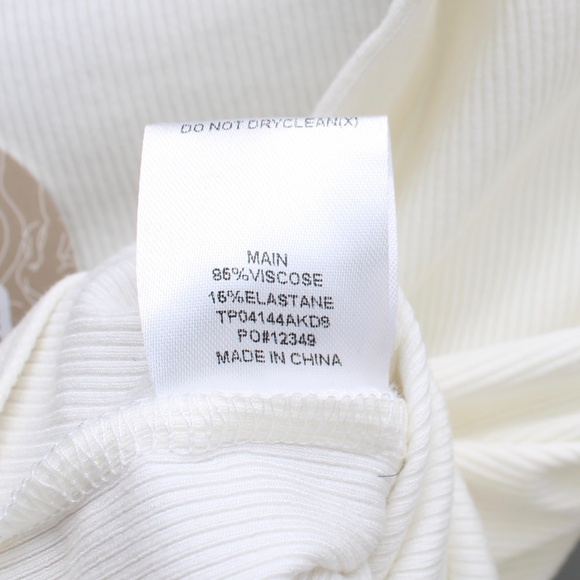 DO NOT DRYCLEAN(X)
MAIN
85%VISCOSE
15%ELASTANE
TP04144AKD8
PO#12349
MADE IN CHINA